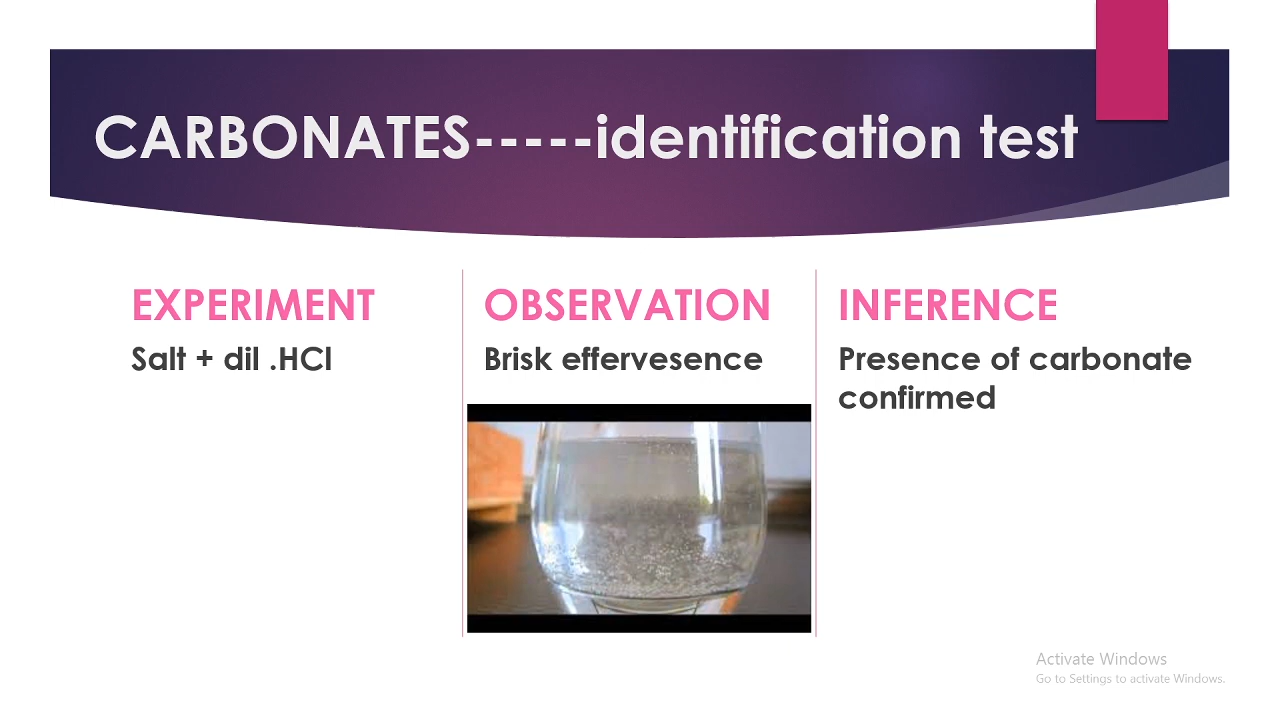 CARBONATES-----identification test
EXPERIMENT
Salt + dil .HCl
OBSERVATION
Brisk effervesence
INFERENCE
Presence of carbonate
confirmed
Activate Windows
Go to Settings to activate Windows.